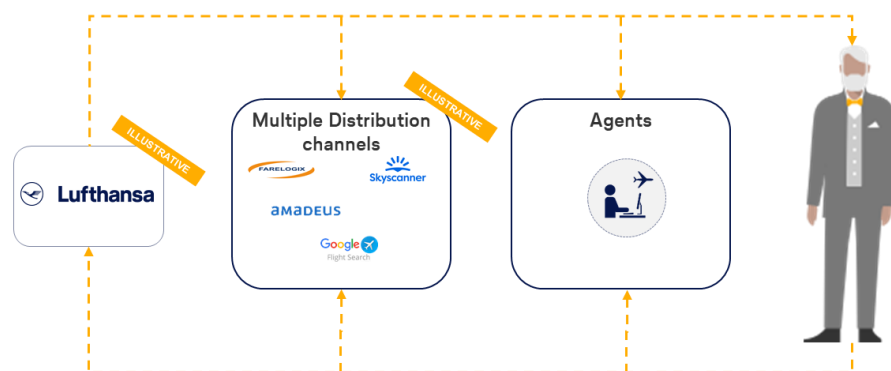 ILLUSTRATIVE
Lufthansa
Multiple Distribution
channels
FARELOGIX
Skyscanner
amadeus
Google
Flight Search
ILLUSTRATIVE
Agents